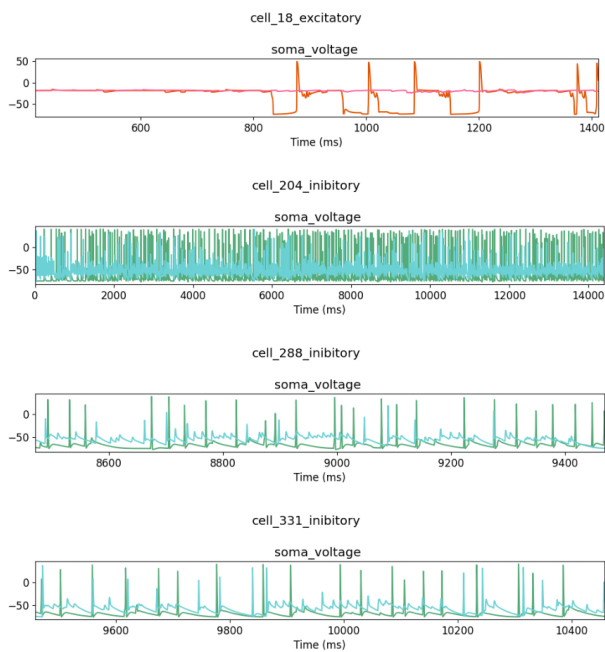 cell_18_excitatory
soma_voltage
50
0
−50
600 800 1000 1200 1400
Time (ms)
cell_204_inibitory
soma_voltage
0
−50
0 2000 4000 6000 8000 10000 12000 14000
Time (ms)
cell_288_inibitory
soma_voltage
0
−50
8600 8800 9000 9200 9400
Time (ms)
cell_331_inibitory
soma_voltage
0
−50
9600 9800 10000 10200 10400
Time (ms)